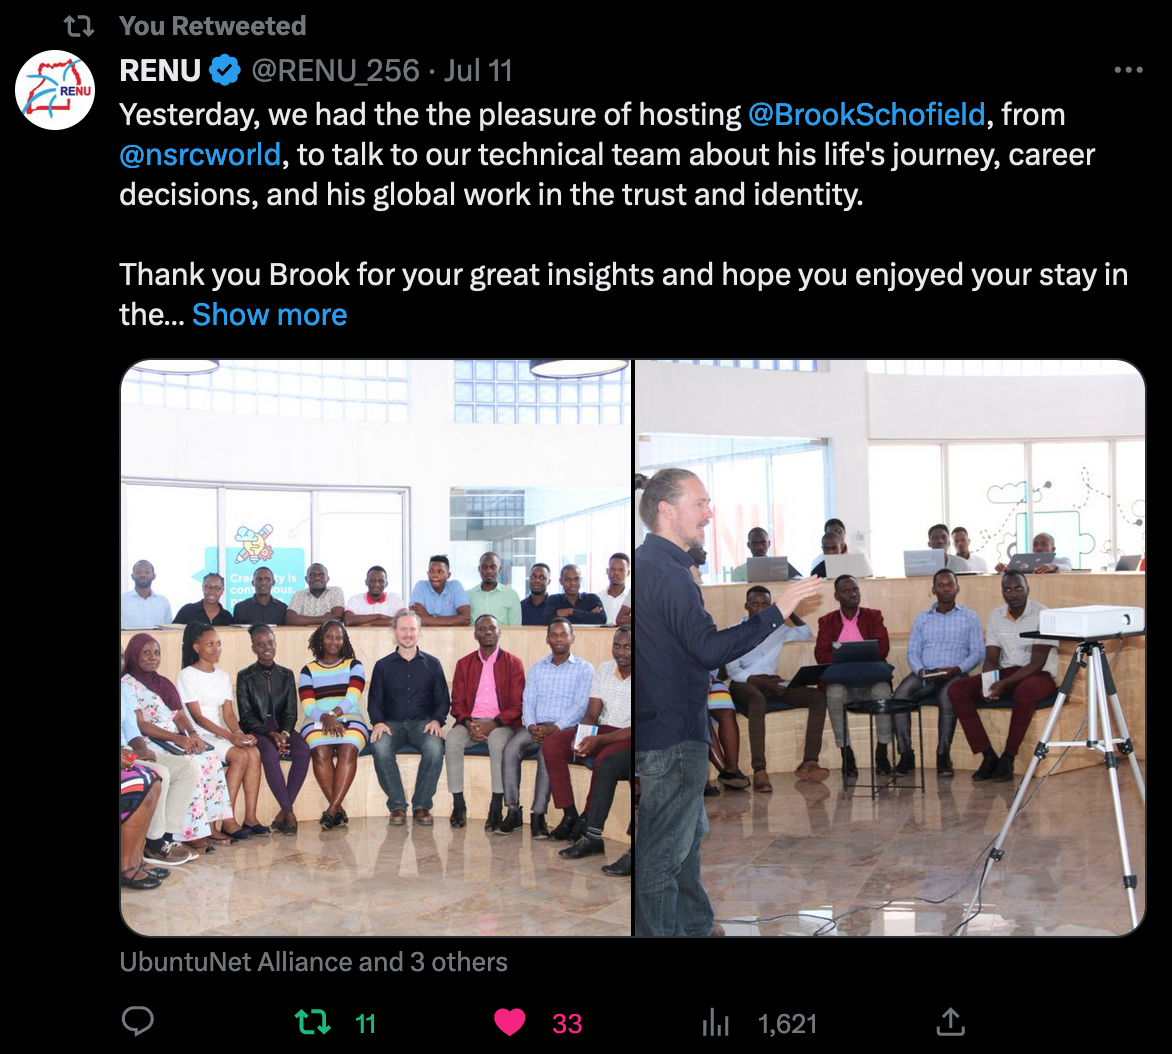 You Retweeted
RENU @RENU_256 · Jul 11
RENU
Yesterday, we had the the pleasure of hosting @BrookSchofield, from
@nsrcworld, to talk to our technical team about his life's journey, career
decisions, and his global work in the trust and identity.
Thank you Brook for your great insights and hope you enjoyed your stay in
the... Show more
is
UbuntuNet Alliance and 3 others
11
33
1,621